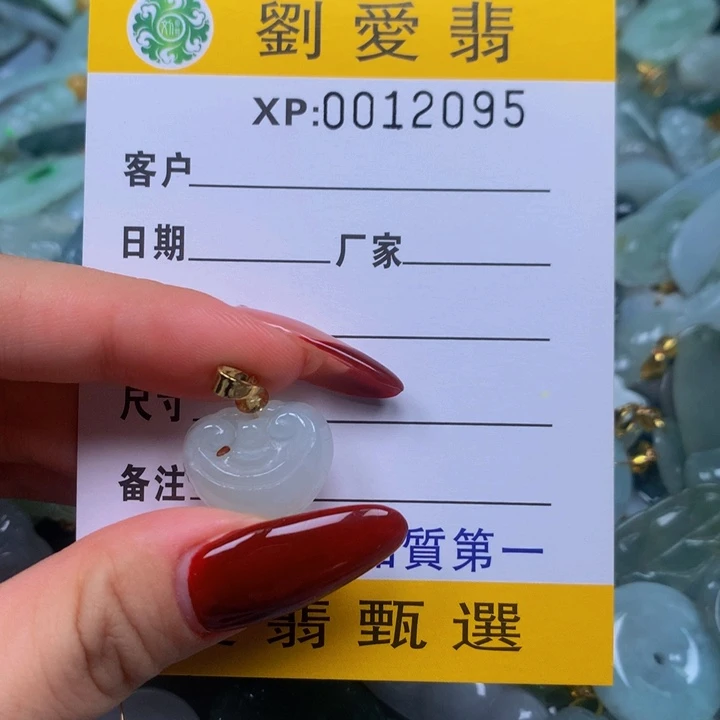 劉愛翡
XP:0012095
客户
日期 厂家
尺寸
备注
質第一
翡甄選